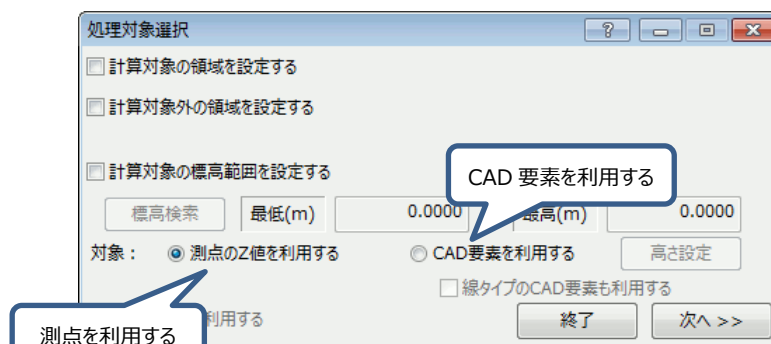 処理対象選択
計算対象の領域を設定する
計算対象外の領域を設定する
計算対象の標高範囲を設定する
CAD 要素を利用する
標高検索 最低(m) 0.0000 最高(m) 0.0000
対象： 測点のZ値を利用する CAD要素を利用する 高さ設定
線タイプのCAD要素も利用する
測点を利用する
利用する 終了 次へ >>